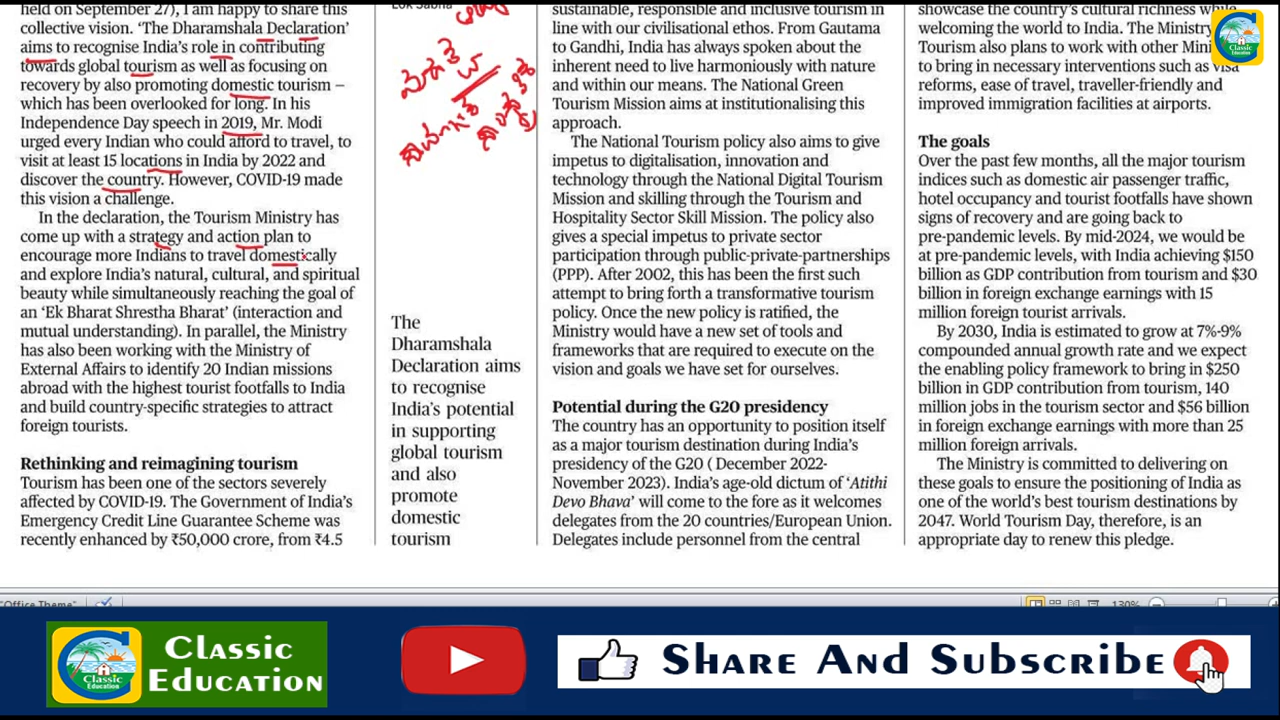 held on September 27), I am happy to share this
collective vision. ‘The Dharamshala Declaration’
aims to recognise India’s role in contributing
towards global tourism as well as focusing on
recovery by also promoting domestic tourism —
which has been overlooked for long. In his
Independence Day speech in 2019, Mr. Modi
urged every Indian who could afford to travel, to
visit at least 15 locations in India by 2022 and
discover the country. However, COVID-19 made
this vision a challenge.
In the declaration, the Tourism Ministry has
come up with a strategy and action plan to
encourage more Indians to travel domestically
and explore India’s natural, cultural, and spiritual
beauty while simultaneously reaching the goal of
an ‘Ek Bharat Shrestha Bharat’ (interaction and
mutual understanding). In parallel, the Ministry
has also been working with the Ministry of
External Affairs to identify 20 Indian missions
abroad with the highest tourist footfalls to India
and build country-specific strategies to attract
foreign tourists.
Rethinking and reimagining tourism
Tourism has been one of the sectors severely
affected by COVID-19. The Government of India’s
Emergency Credit Line Guarantee Scheme was
recently enhanced by ₹50,000 crore, from ₹4.5
Lok Sabha
The
Dharamshala
Declaration aims
to recognise
India’s potential
in supporting
global tourism
and also
promote
domestic
tourism
sustainable, responsible and inclusive tourism in
line with our civilisational ethos. From Gautama
to Gandhi, India has always spoken about the
inherent need to live harmoniously with nature
and within our means. The National Green
Tourism Mission aims at institutionalising this
approach.
The National Tourism policy also aims to give
impetus to digitalisation, innovation and
technology through the National Digital Tourism
Mission and skilling through the Tourism and
Hospitality Sector Skill Mission. The policy also
gives a special impetus to private sector
participation through public-private-partnerships
(PPP). After 2002, this has been the first such
attempt to bring forth a transformative tourism
policy. Once the new policy is ratified, the
Ministry would have a new set of tools and
frameworks that are required to execute on the
vision and goals we have set for ourselves.
Potential during the G20 presidency
The country has an opportunity to position itself
as a major tourism destination during India’s
presidency of the G20 ( December 2022-
November 2023). India’s age-old dictum of ‘Atithi
Devo Bhava’ will come to the fore as it welcomes
delegates from the 20 countries/European Union.
Delegates include personnel from the central
showcase the country’s cultural richness while
welcoming the world to India. The Ministry
Tourism also plans to work with other
to bring in necessary interventions such as visa
reforms, ease of travel, traveller-friendly and
improved immigration facilities at airports.
The goals
Over the past few months, all the major tourism
indices such as domestic air passenger traffic,
hotel occupancy and tourist footfalls have shown
signs of recovery and are going back to
pre-pandemic levels. By mid-2024, we would be
at pre-pandemic levels, with India achieving $150
billion as GDP contribution from tourism and $30
billion in foreign exchange earnings with 15
million foreign tourist arrivals.
By 2030, India is estimated to grow at 7%-9%
compounded annual growth rate and we expect
the enabling policy framework to bring in $250
billion in GDP contribution from tourism, 140
million jobs in the tourism sector and $56 billion
in foreign exchange earnings with more than 25
million foreign arrivals.
The Ministry is committed to delivering on
these goals to ensure the positioning of India as
one of the world’s best tourism destinations by
2047. World Tourism Day, therefore, is an
appropriate day to renew this pledge.
Classic
Education
"Office Theme"
130%
Classic
Education
Classic
Education
Share And Subscribe